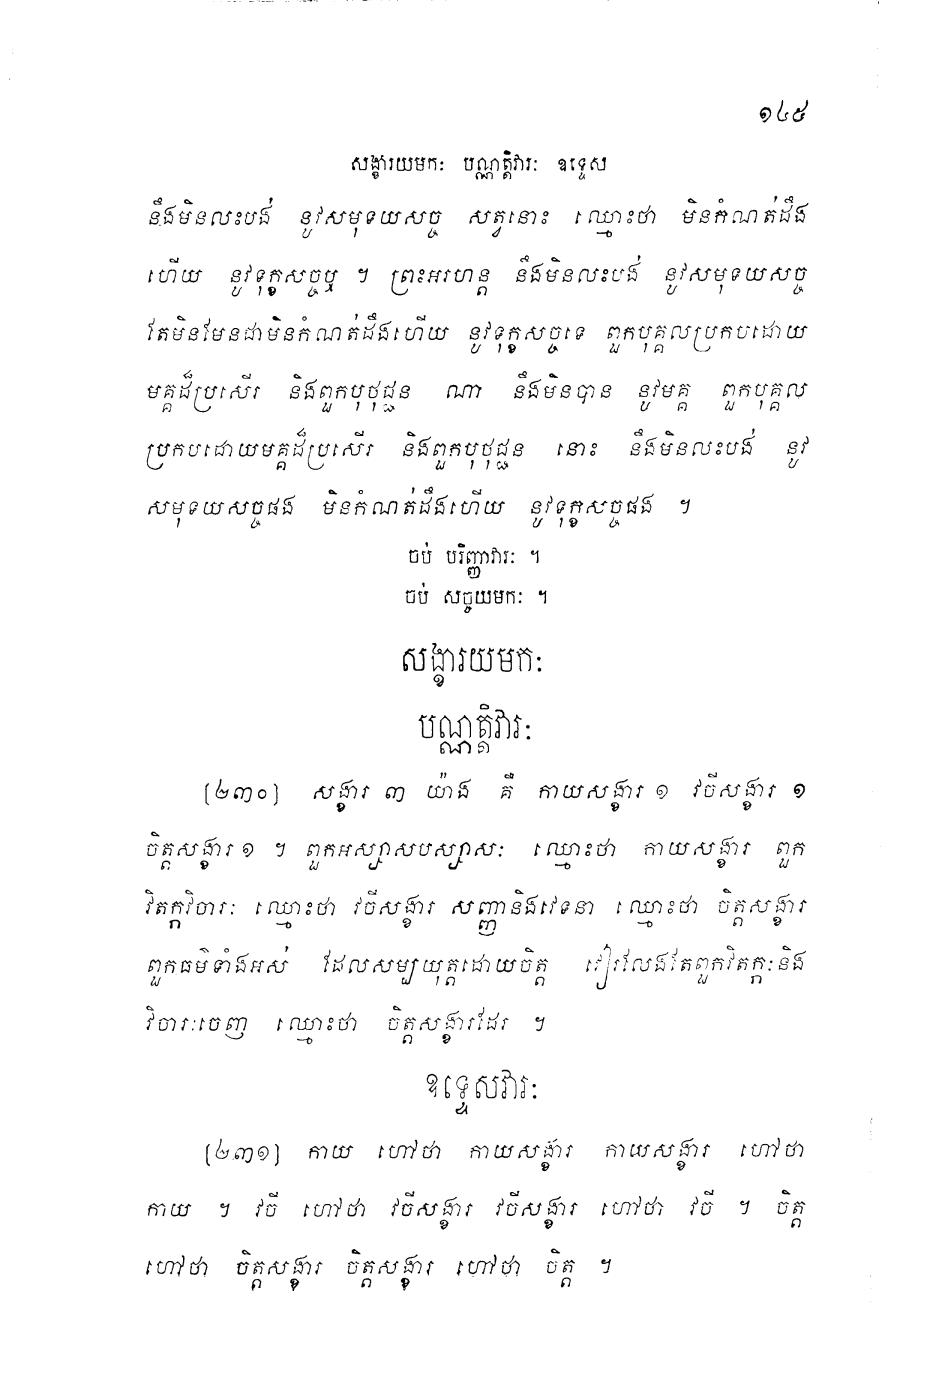 ១៤៥
សង្ខារយមកៈ បណ្ណត្តិវារៈ ឧទ្ទេស
នឹងមិនលះបង់ នូវសមុទយសច្ច សត្វនោះ ឈ្មោះថា មិនកំណត់ដឹង
ហើយ នូវទុក្ខសច្ចឬ ។ ព្រះអរហន្ត នឹងមិនលះបង់ នូវសមុទយសច្ច
តែមិនមែនជាមិនកំណត់ដឹងហើយ នូវទុក្ខសច្ចទេ ពួកបុគ្គលប្រកបដោយ
មគ្គដ៏ប្រសើរ និងពួកបុថុជ្ជន ណា នឹងមិនបាន នូវមគ្គ ពួកបុគ្គល
ប្រកបដោយមគ្គដ៏ប្រសើរ និងពួកបុថុជ្ជន នោះ នឹងមិនលះបង់ នូវ
សមុទយសច្ចផង មិនកំណត់ដឹងហើយ នូវទុក្ខសច្ចផង ។
ចប់ បរិញ្ញាវារៈ ។
ចប់ សច្ចយមកៈ ។
សង្ខារយមកៈ
បណ្ណត្តិវារៈ
[២៣០] សង្ខារ ៣ យ៉ាង គឺ កាយសង្ខារ ១ វចីសង្ខារ ១
ចិត្តសង្ខារ ១ ។ ពួកអស្សាសបស្សាសៈ ឈ្មោះថា កាយសង្ខារ ពួក
វិតក្កវិចារៈ ឈ្មោះថា វចីសង្ខារ សញ្ញានិងវេទនា ឈ្មោះថា ចិត្តសង្ខារ
ពួកធម៌ទាំងអស់ ដែលសម្បយុត្តដោយចិត្ត វៀរលែងតែពួកវិតក្កៈនិង
វិចារៈចេញ ឈ្មោះថា ចិត្តសង្ខារដែរ ។
ឧទ្ទេសវារៈ
[២៣១] កាយ ហៅថា កាយសង្ខារ កាយសង្ខារ ហៅថា
កាយ ។ វចី ហៅថា វចីសង្ខារ វចីសង្ខារ ហៅថា វចី ។ ចិត្ត
ហៅថា ចិត្តសង្ខារ ចិត្តសង្ខារ ហៅថា ចិត្ត ។